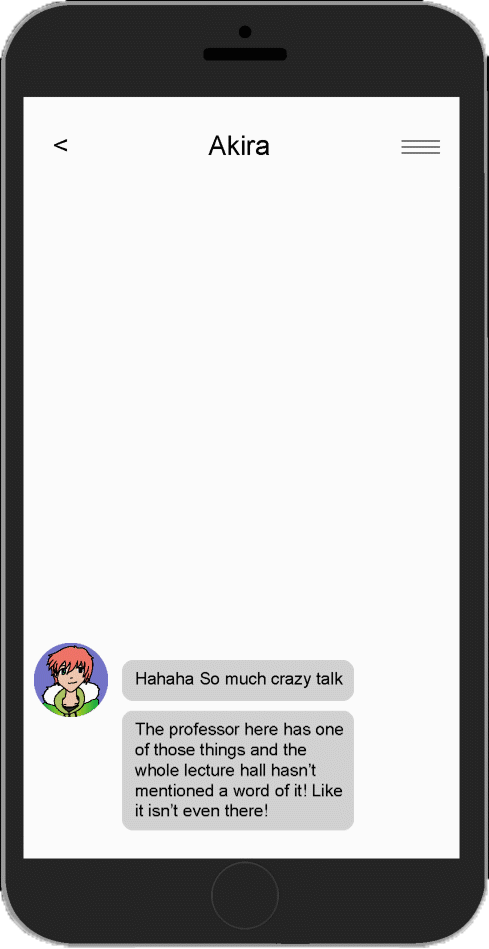 <
Akira
Hahaha So much crazy talk
The professor here has one
of those things and the
whole lecture hall hasn't
mentioned a word of it! Like
it isn't even there!